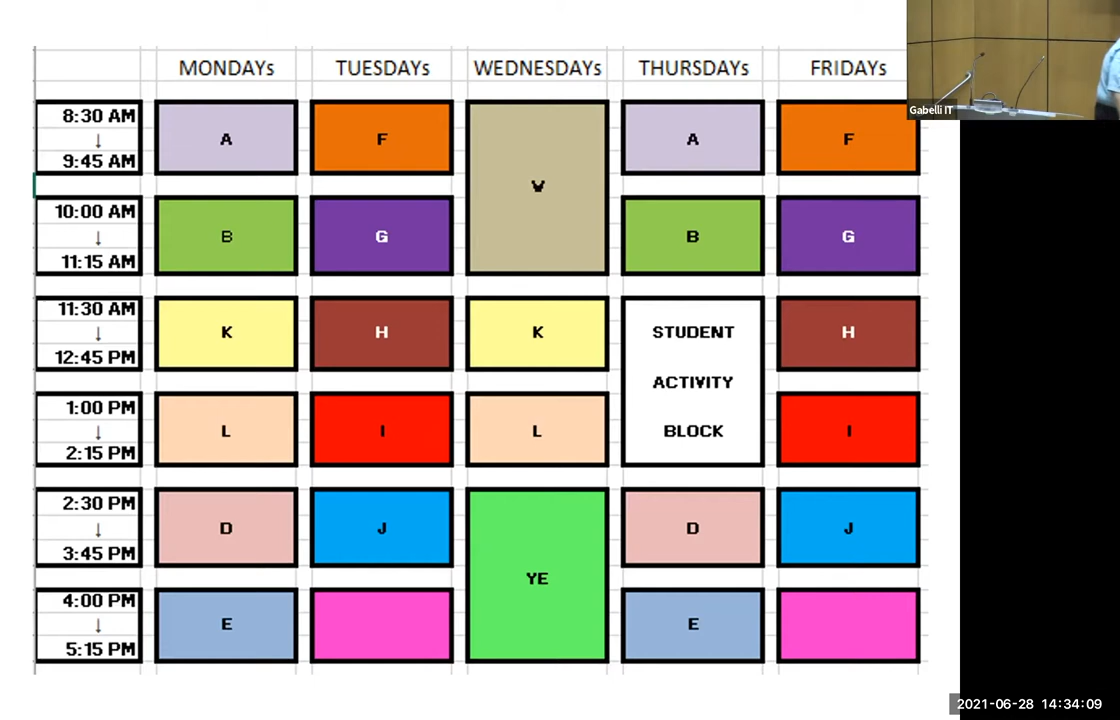 MONDAYs TUESDAYs WEDNESDAYs THURSDAYs FRIDAYs
Gabelli IT
8:30 AM
↓
9:45 AM
A F W A F
10:00 AM
↓
11:15 AM
B G B G
11:30 AM
↓
12:45 PM
K H K STUDENT H
ACTIVITY
1:00 PM
↓
2:15 PM
L I L BLOCK I
2:30 PM
↓
3:45 PM
D J YE D J
4:00 PM
↓
5:15 PM
E E
2021-06-28 14:34:09